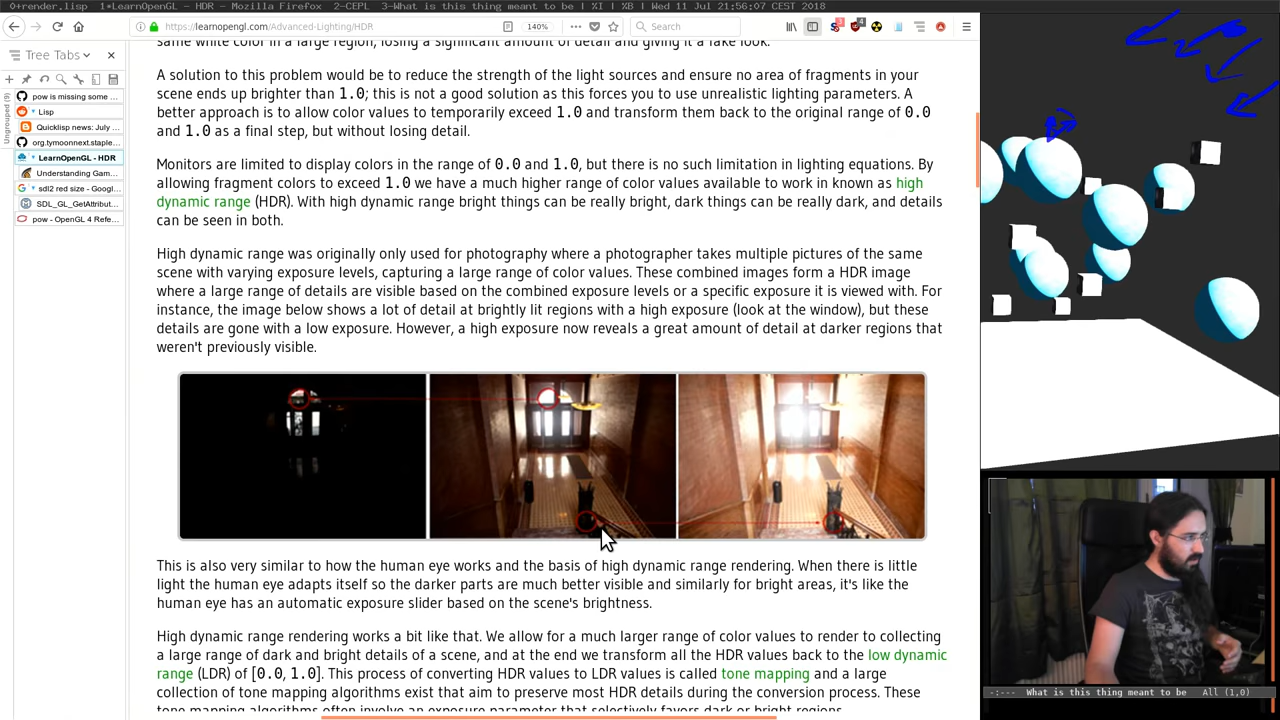 0+render.lisp  1*LearnOpenGL - HDR - Mozilla Firefox  2-CEPL  3-What is this thing meant to be | %I | %B | Wed 11 Jul 21:56:07 CEST 2018
https://learnopengl.com/Advanced-Lighting/HDR
140%
Search
3
4
Tree Tabs
Ungrouped (9)
pow is missing some ...
Lisp
Quicklisp news: July ...
org.tymoonnext.staple...
LearnOpenGL - HDR
Understanding Gam...
sdl2 red size - Googl...
SDL_GL_GetAttribut...
pow - OpenGL 4 Refe...
same white color in a large region, losing a significant amount of detail and giving it a fake look.
A solution to this problem would be to reduce the strength of the light sources and ensure no area of fragments in your
scene ends up brighter than 1.0; this is not a good solution as this forces you to use unrealistic lighting parameters. A
better approach is to allow color values to temporarily exceed 1.0 and transform them back to the original range of 0.0
and 1.0 as a final step, but without losing detail.
Monitors are limited to display colors in the range of 0.0 and 1.0, but there is no such limitation in lighting equations. By
allowing fragment colors to exceed 1.0 we have a much higher range of color values available to work in known as high
dynamic range (HDR). With high dynamic range bright things can be really bright, dark things can be really dark, and details
can be seen in both.
High dynamic range was originally only used for photography where a photographer takes multiple pictures of the same
scene with varying exposure levels, capturing a large range of color values. These combined images form a HDR image
where a large range of details are visible based on the combined exposure levels or a specific exposure it is viewed with. For
instance, the image below shows a lot of detail at brightly lit regions with a high exposure (look at the window), but these
details are gone with a low exposure. However, a high exposure now reveals a great amount of detail at darker regions that
weren't previously visible.
This is also very similar to how the human eye works and the basis of high dynamic range rendering. When there is little
light the human eye adapts itself so the darker parts are much better visible and similarly for bright areas, it's like the
human eye has an automatic exposure slider based on the scene's brightness.
High dynamic range rendering works a bit like that. We allow for a much larger range of color values to render to collecting
a large range of dark and bright details of a scene, and at the end we transform all the HDR values back to the low dynamic
range (LDR) of [0.0, 1.0]. This process of converting HDR values to LDR values is called tone mapping and a large
collection of tone mapping algorithms exist that aim to preserve most HDR details during the conversion process. These
tone mapping algorithms often involve an exposure parameter that selectively favors dark or bright regions.
-:---  What is this thing meant to be   All (1,0)